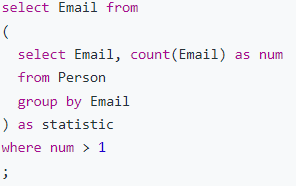 select Email from
(
  select Email, count(Email) as num
  from Person
  group by Email
) as statistic
where num > 1
;